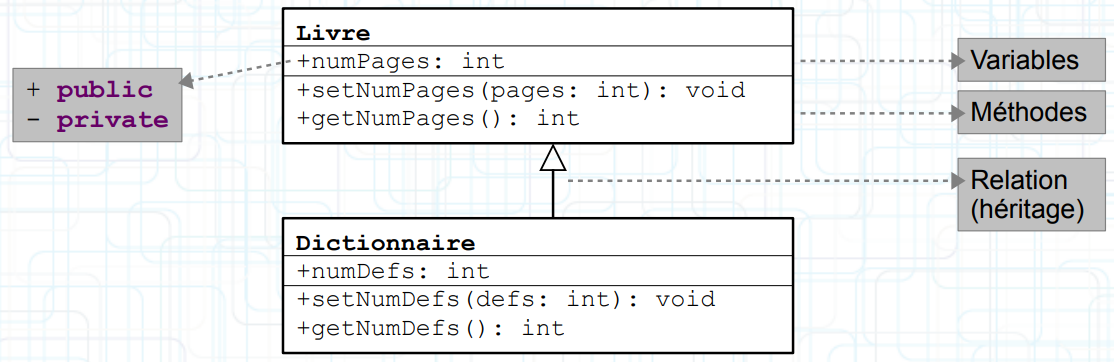 Livre
+numPages: int
+setNumPages(pages: int): void
+getNumPages(): int
+ public
- private
Variables
Méthodes
Relation
(héritage)
Dictionnaire
+numDefs: int
+setNumDefs(defs: int): void
+getNumDefs(): int